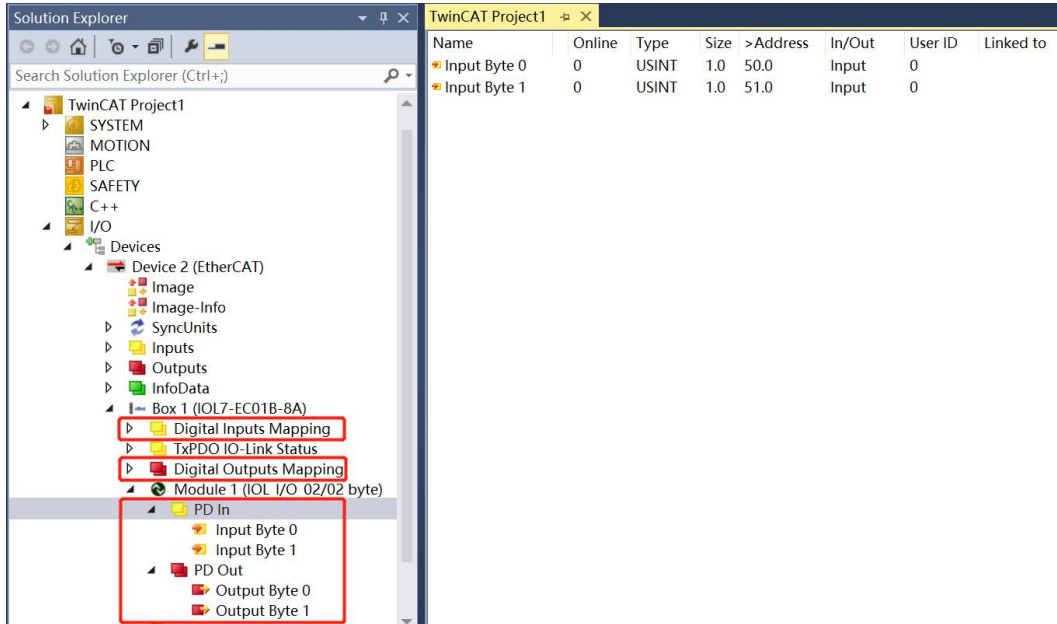 Solution Explorer
Search Solution Explorer (Ctrl+;)
TwinCAT Project1
SYSTEM
MOTION
PLC
SAFETY
C++
I/O
Devices
Device 2 (EtherCAT)
Image
Image-Info
SyncUnits
Inputs
Outputs
InfoData
Box 1 (IOL7-EC01B-8A)
Digital Inputs Mapping
TxPDO IO-Link Status
Digital Outputs Mapping
Module 1 (IOL I/O 02/02 byte)
PD In
Input Byte 0
Input Byte 1
PD Out
Output Byte 0
Output Byte 1
TwinCAT Project1
Name Online Type Size >Address In/Out User ID Linked to
Input Byte 0 0 USINT 1.0 50.0 Input 0
Input Byte 1 0 USINT 1.0 51.0 Input 0